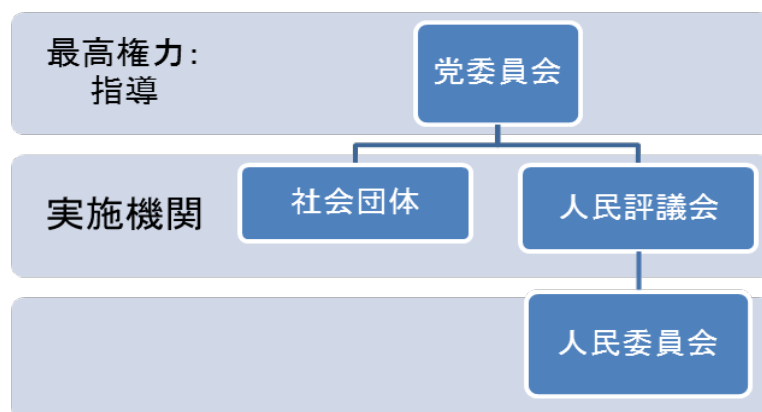 最高権力:
指導
党委員会
実施機関
社会団体
人民評議会
人民委員会